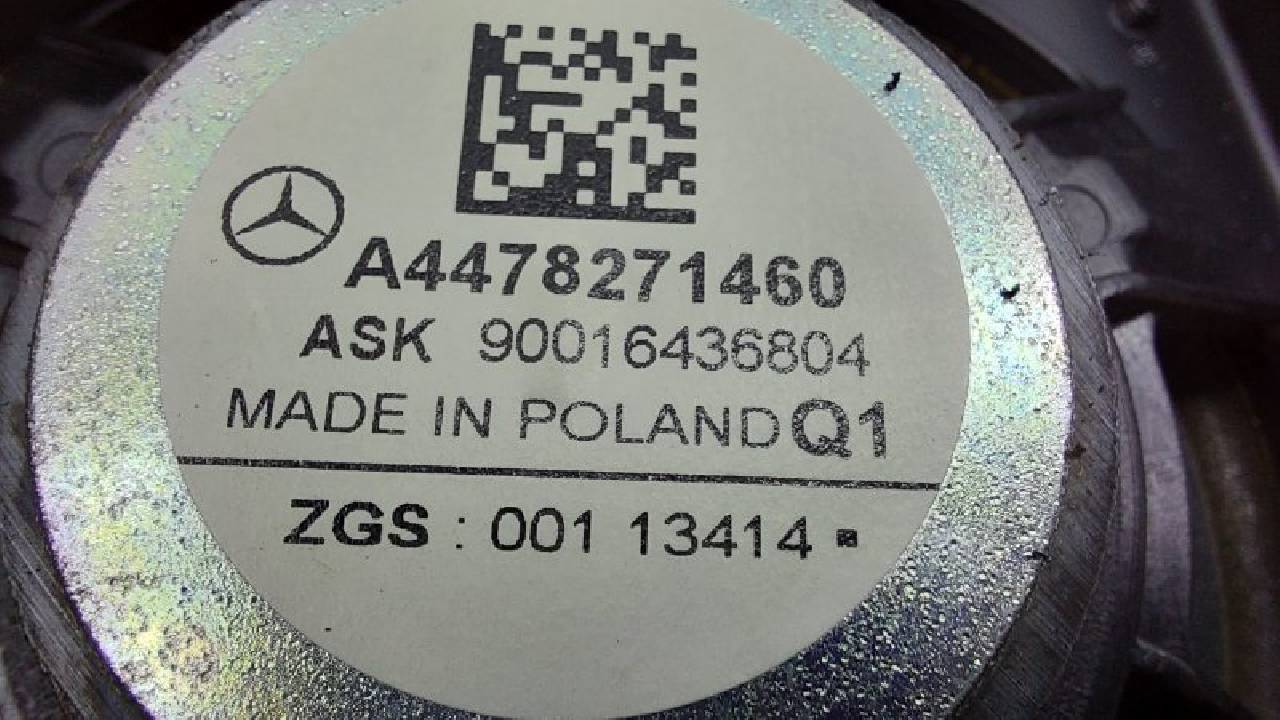 A4478271460
ASK 90016436804
MADE IN POLAND Q1
ZGS : 001 13414